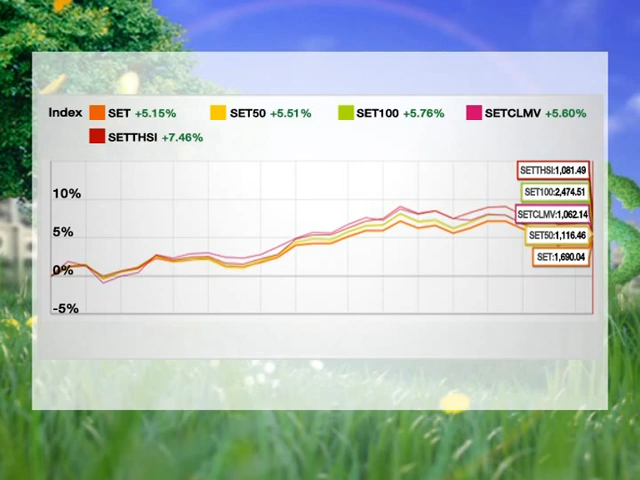 Index SET +5.15% SET50 +5.51% SET100 +5.76% SETCLMV +5.60%
SETTHSI +7.46%
SETTHSI:1,081.49
10% SET100:2,474.51
SETCLMV:1,062.14
5% SET50:1,116.46
SET:1,690.04
0%
-5%